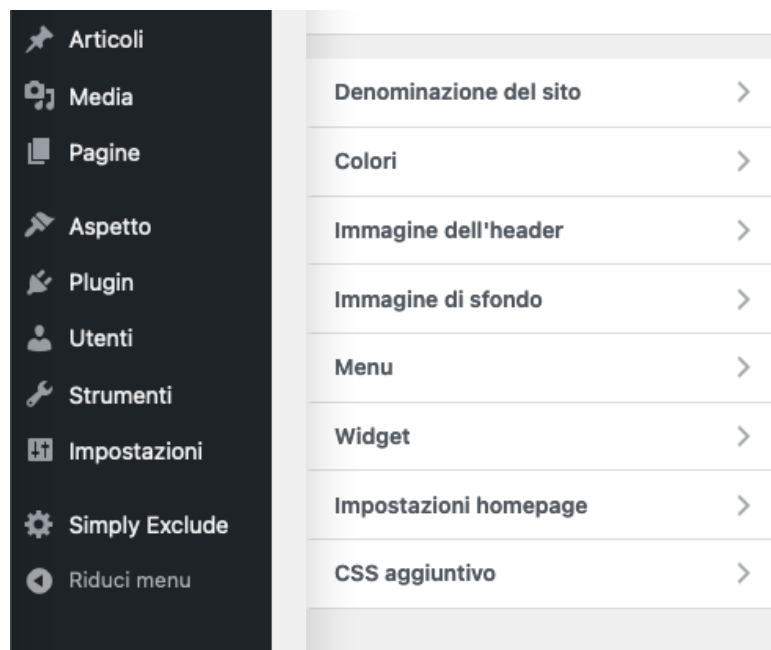 Articoli
Media
Pagine
Aspetto
Plugin
Utenti
Strumenti
Impostazioni
Simply Exclude
Riduci menu
Denominazione del sito
Colori
Immagine dell'header
Immagine di sfondo
Menu
Widget
Impostazioni homepage
CSS aggiuntivo